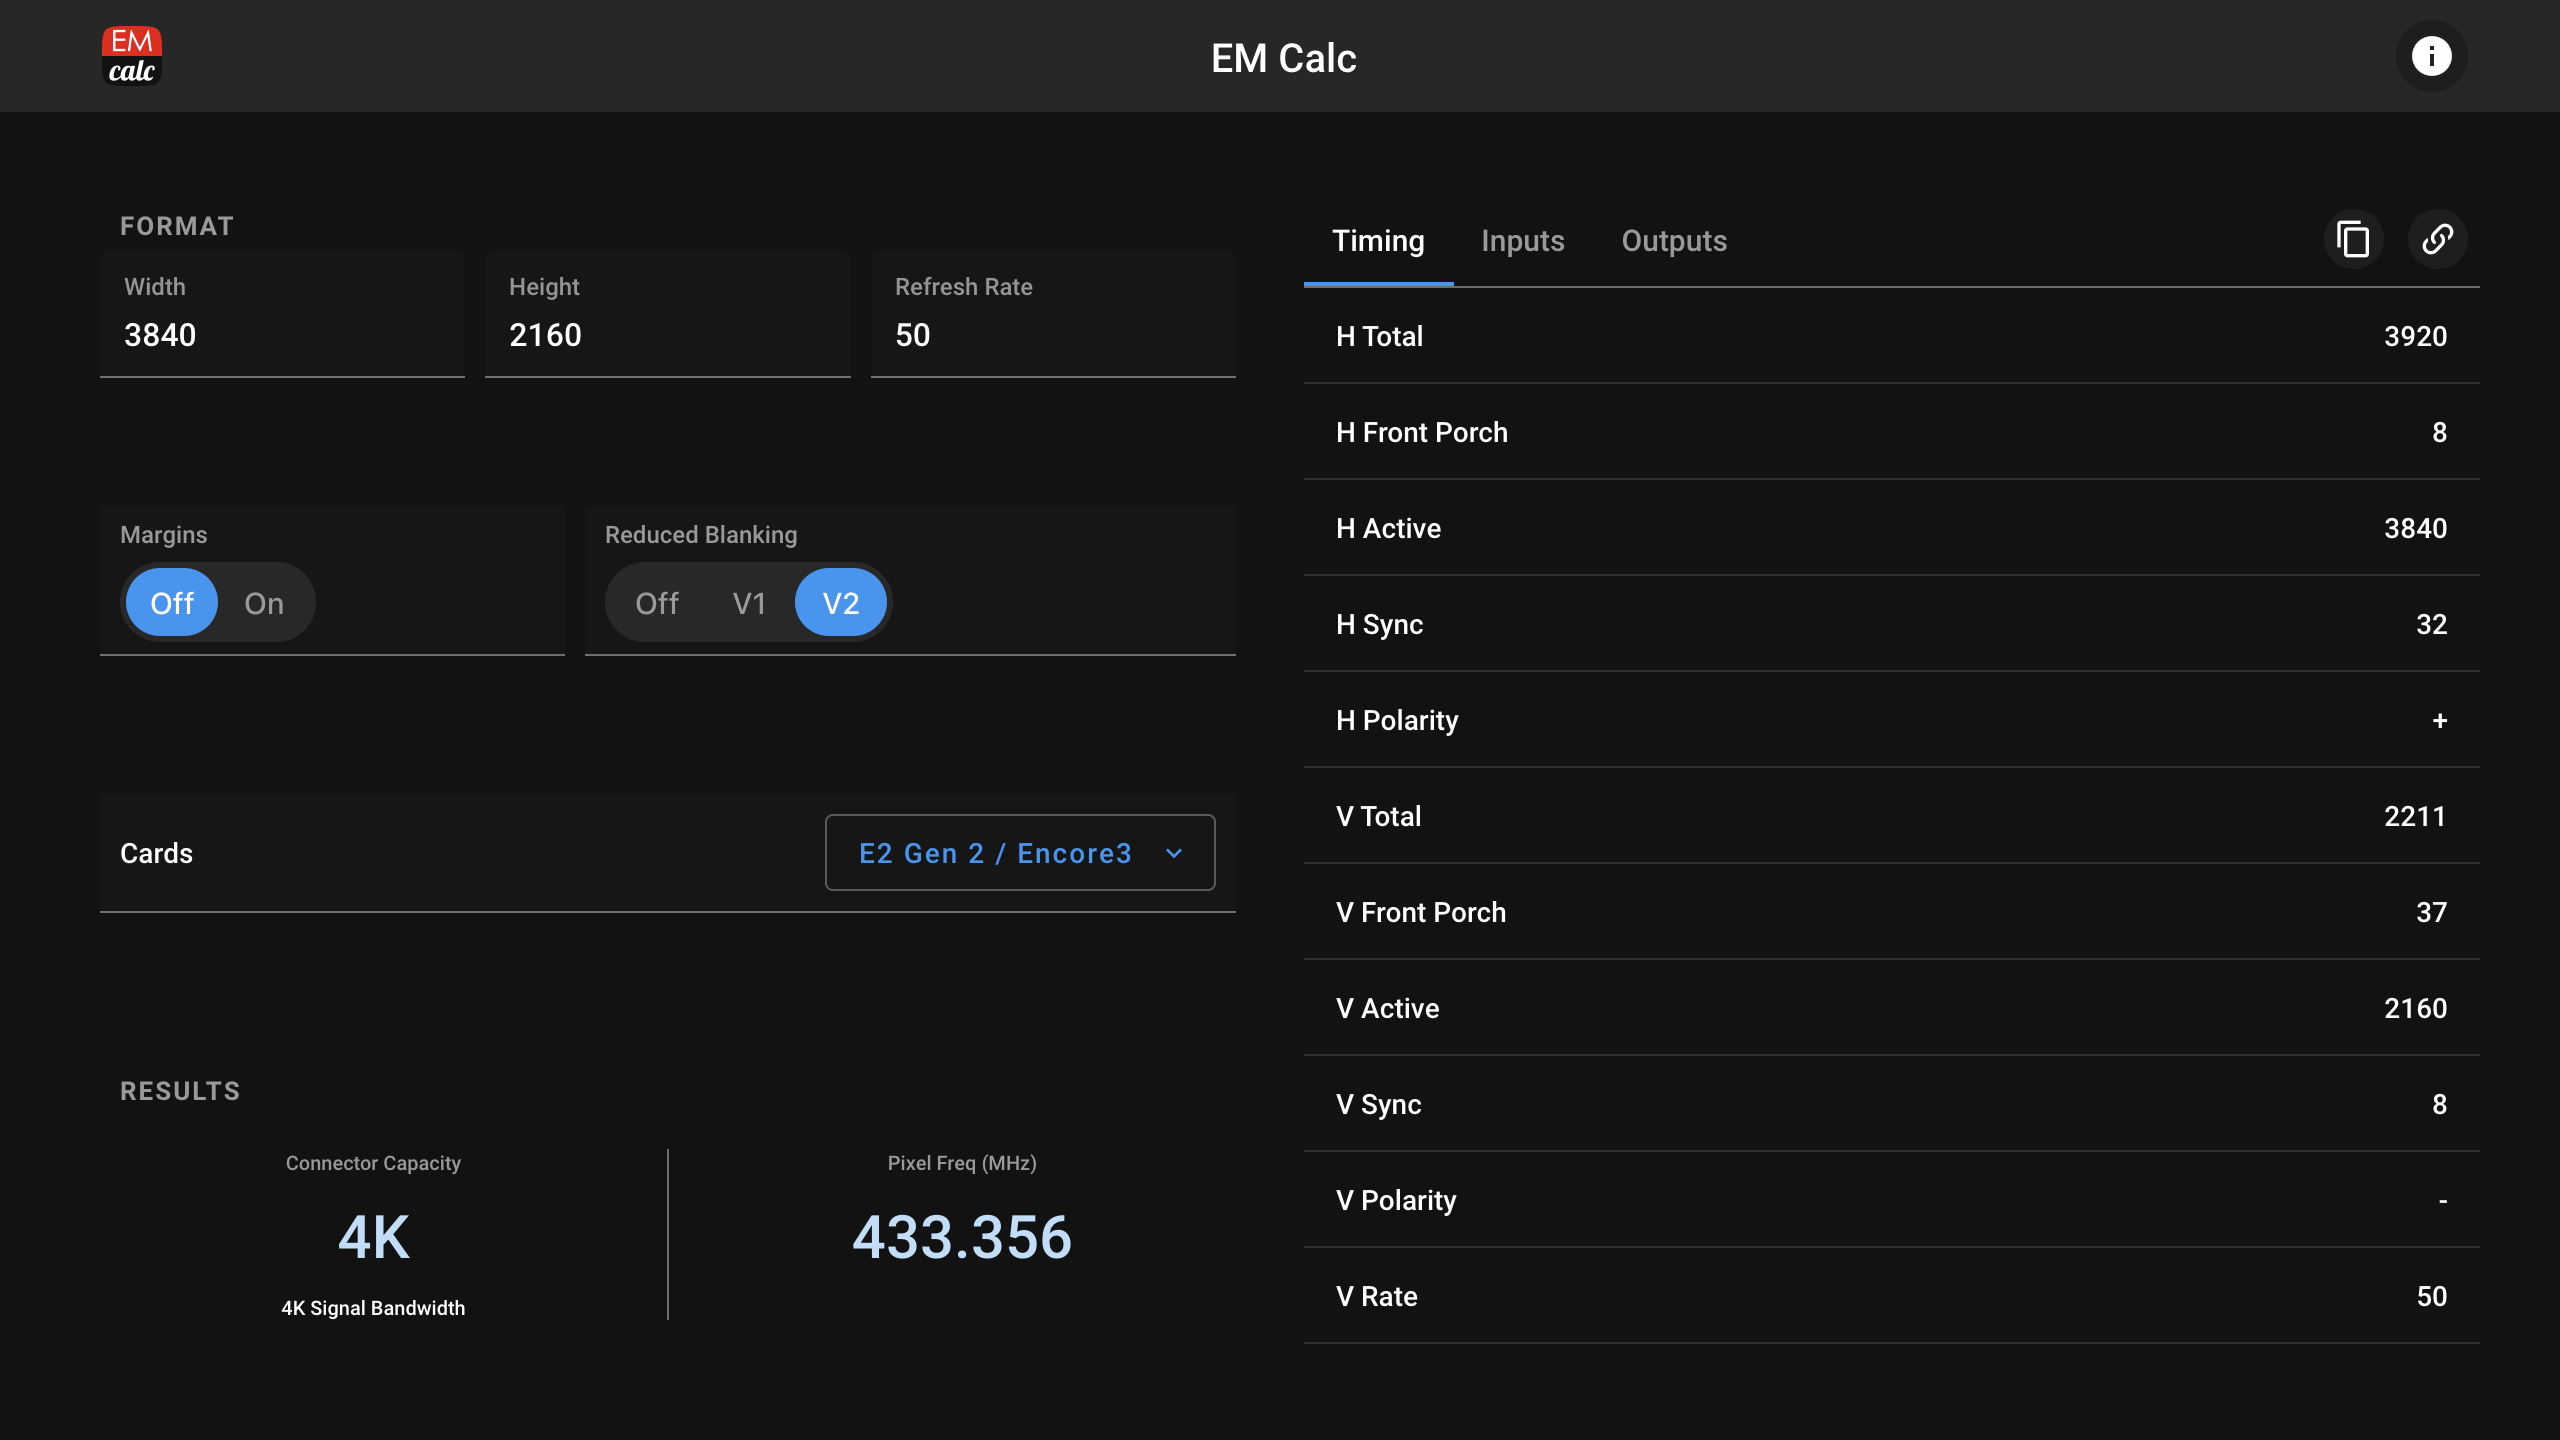 EM
calc
EM Calc
FORMAT
Width
3840
Height
2160
Refresh Rate
50
Margins
Off On
Reduced Blanking
Off V1 V2
Cards
E2 Gen 2 / Encore3
RESULTS
Connector Capacity
4K
4K Signal Bandwidth
Pixel Freq (MHz)
433.356
Timing Inputs Outputs
H Total 3920
H Front Porch 8
H Active 3840
H Sync 32
H Polarity +
V Total 2211
V Front Porch 37
V Active 2160
V Sync 8
V Polarity -
V Rate 50